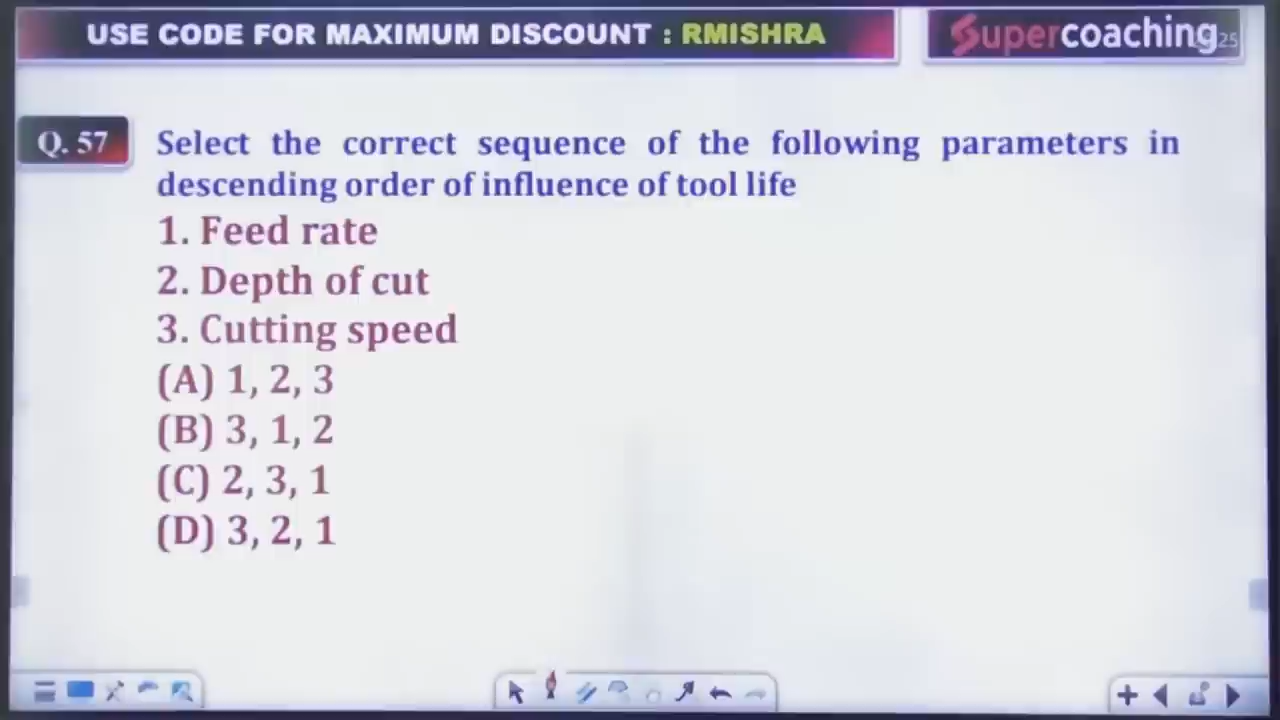 USE CODE FOR MAXIMUM DISCOUNT : RMISHRA
Supercoaching
25
Q. 57
Select the correct sequence of the following parameters in
descending order of influence of tool life
1. Feed rate
2. Depth of cut
3. Cutting speed
(A) 1, 2, 3
(B) 3, 1, 2
(C) 2, 3, 1
(D) 3, 2, 1